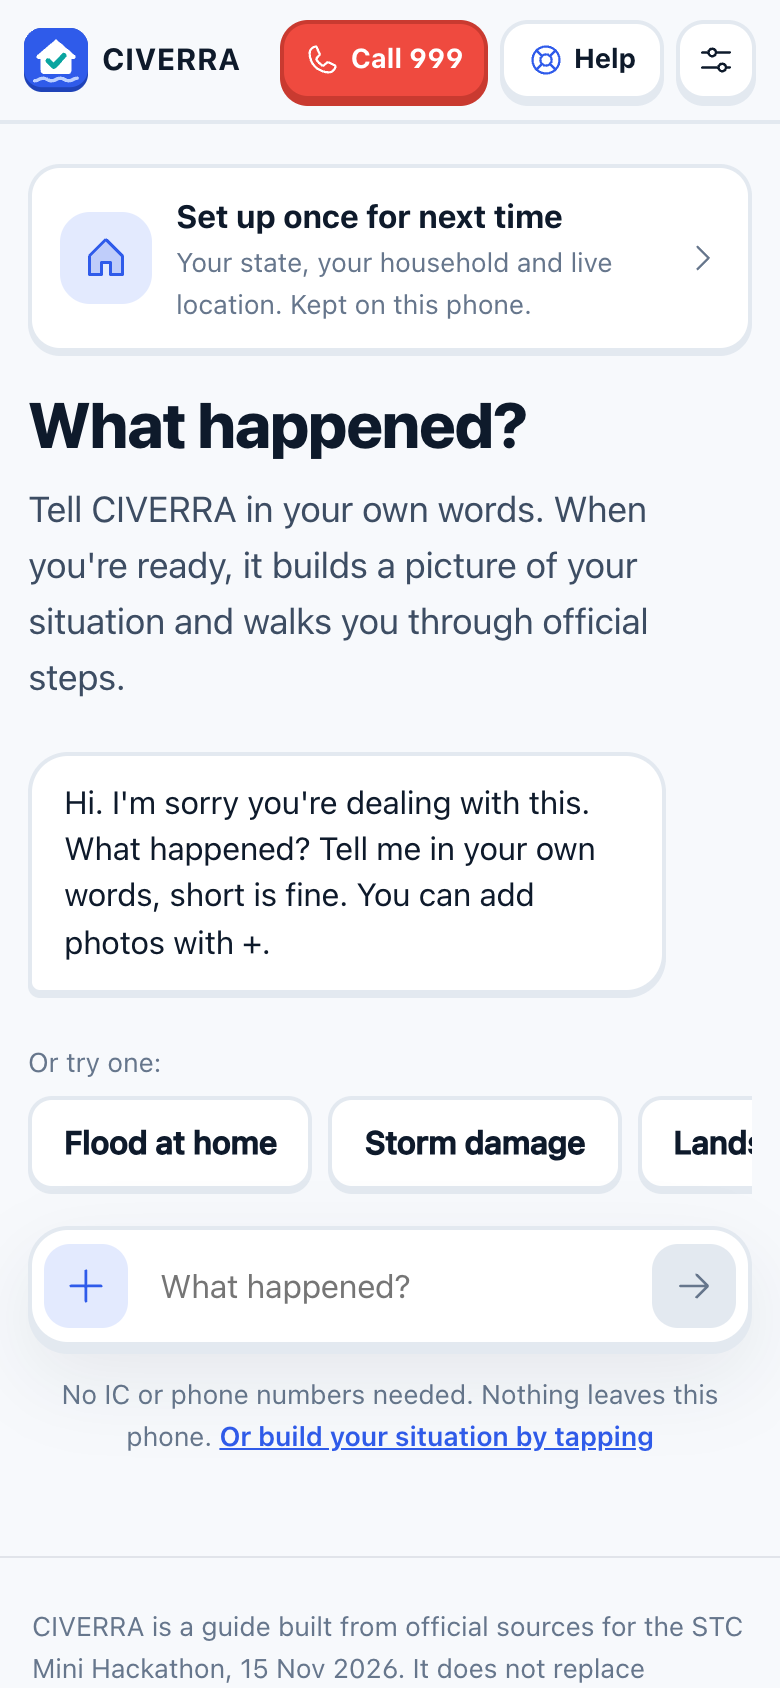 CIVERRA
Call 999
Help
Set up once for next time
Your state, your household and live
location. Kept on this phone.
What happened?
Tell CIVERRA in your own words. When
you're ready, it builds a picture of your
situation and walks you through official
steps.
Hi. I'm sorry you're dealing with this.
What happened? Tell me in your own
words, short is fine. You can add
photos with +.
Or try one:
Flood at home
Storm damage
What happened?
No IC or phone numbers needed. Nothing leaves this
phone. Or build your situation by tapping
CIVERRA is a guide built from official sources for the STC
Mini Hackathon, 15 Nov 2026. It does not replace